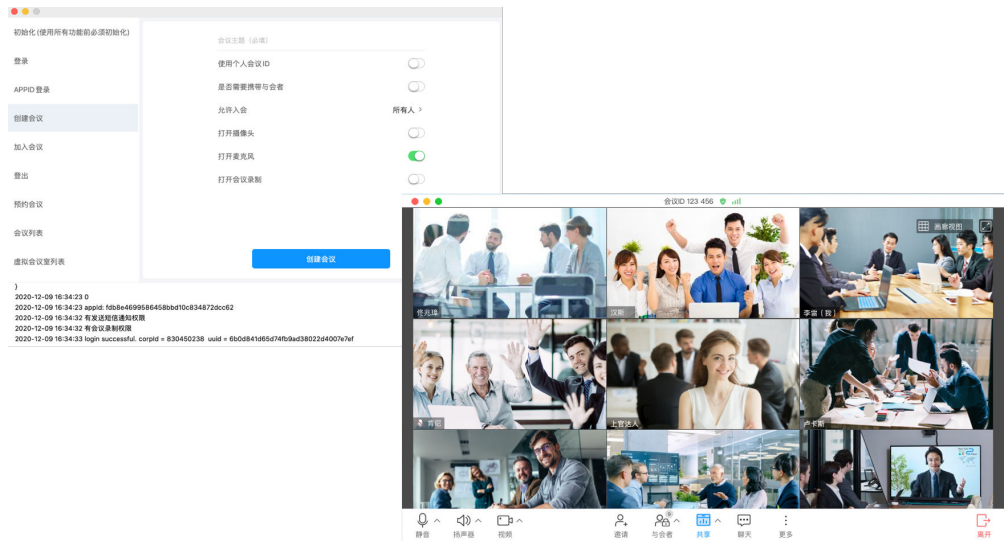 初始化(使用所有功能前必须初始化)
登录
APPID 登录
创建会议
加入会议
登出
预约会议
会议列表
虚拟会议室列表
会议主题（必填）
使用个人会议ID
是否需要携带与会者
允许入会 所有人
打开摄像头
打开麦克风
打开会议录制
创建会议
}
2020-12-09 16:34:23 0
2020-12-09 16:34:23 appid: fdb8e4699586458bbd10c834872dcc62
2020-12-09 16:34:32 有发送短信通知权限
2020-12-09 16:34:32 有会议录制权限
2020-12-09 16:34:33 login successful. corpId = 830450238 uuid = 6b0d841d65d74fb9ad38022d4007e7ef
会议ID 123 456
画廊视图
佟兆璋
汉斯
李雷（我）
肯尼
上官达人
卢卡斯
静音
扬声器
视频
邀请
9
与会者
共享
聊天
更多
离开